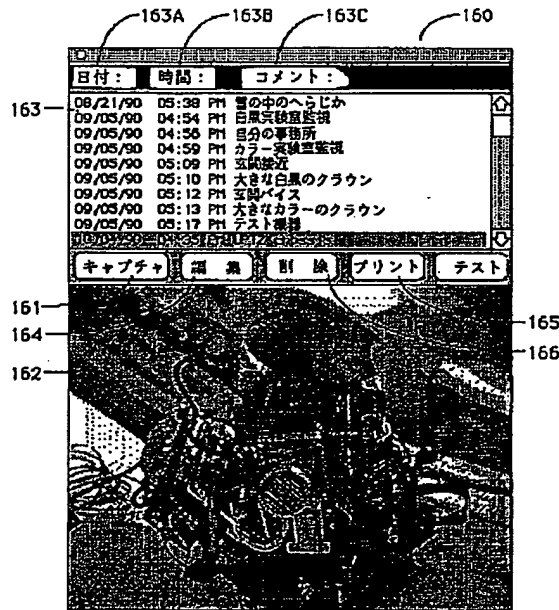 163A 163B 163C 160
日付: 時間: コメント:
163
08/21/90 05:38 PM 雪の中のへらじか
09/05/90 04:54 PM 白黒実験室監視
09/05/90 04:56 PM 自分の事務所
09/05/90 04:59 PM カラー実験室監視
09/05/90 05:09 PM 玄関接近
09/05/90 05:10 PM 大きな白黒のクラウン
09/05/90 05:12 PM 玄関ベイス
09/05/90 05:13 PM 大きなカラーのクラウン
09/05/90 05:17 PM テスト機器
キャプチャ 編集 削除 プリント テスト
161 165
164 166
162